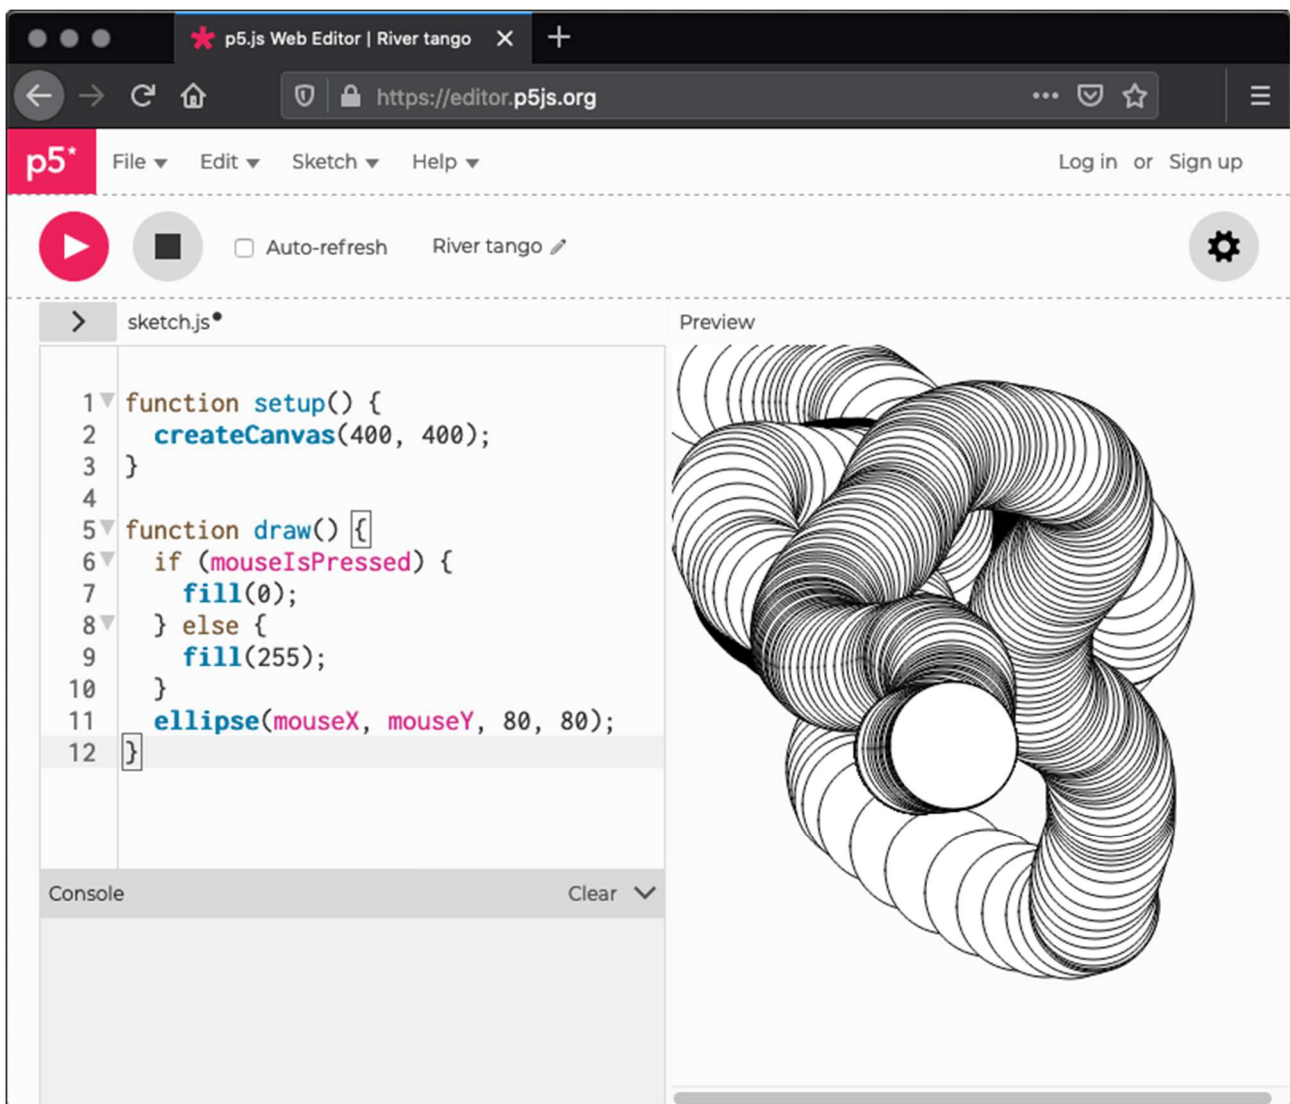 p5.js Web Editor | River tango
https://editor.p5js.org
p5* File Edit Sketch Help Log in or Sign up
Auto-refresh River tango
sketch.js Preview
1 function setup() {
2   createCanvas(400, 400);
3 }
4
5 function draw() {
6   if (mouseIsPressed) {
7     fill(0);
8   } else {
9     fill(255);
10   }
11   ellipse(mouseX, mouseY, 80, 80);
12 }
Console Clear